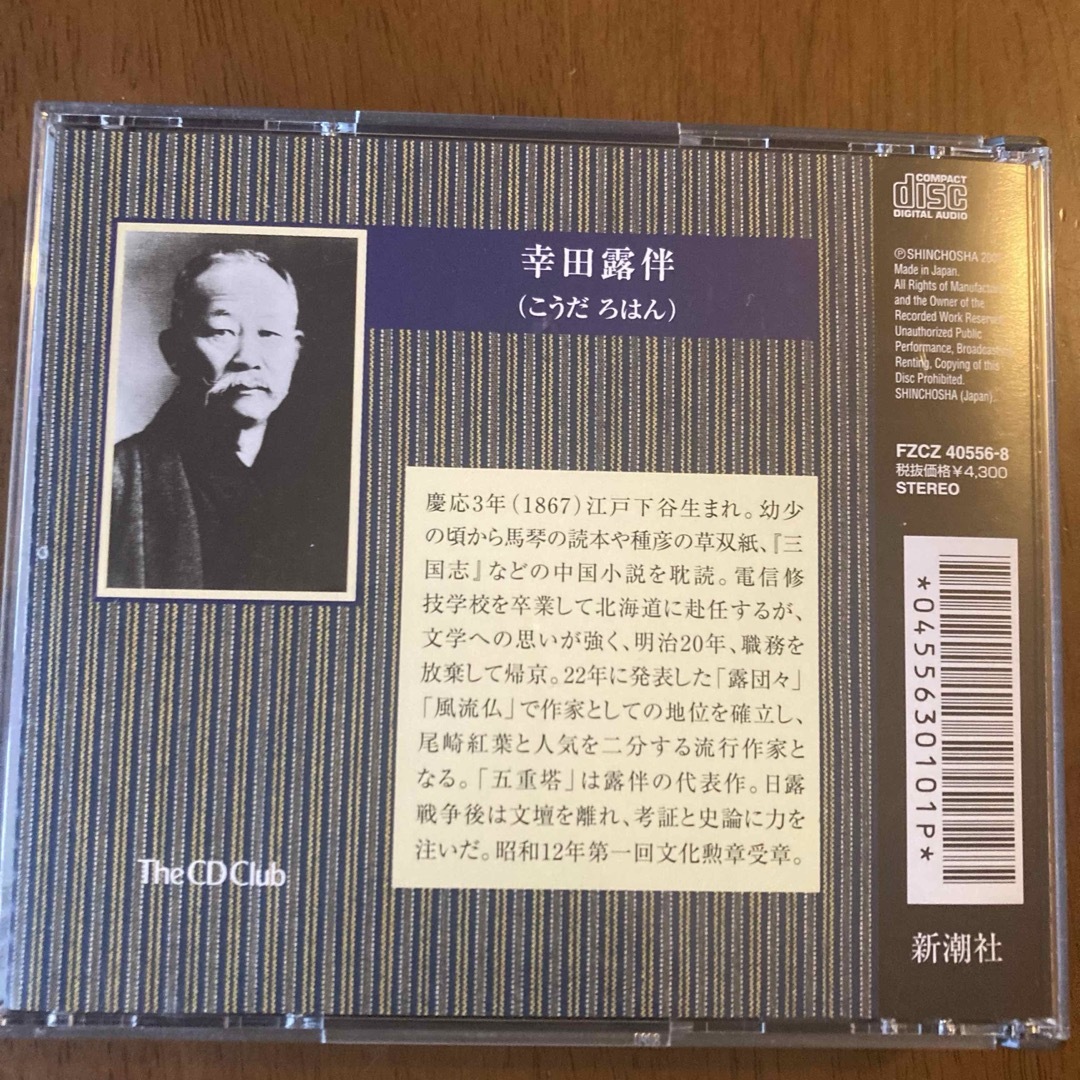 幸田露伴
(こうだ ろはん)
慶応3年(1867)江戸下谷生まれ。幼少
の頃から馬琴の読本や種彦の草双紙、『三
国志』などの中国小説を耽読。電信修
技学校を卒業して北海道に赴任するが、
文学への思いが強く、明治20年、職務を
放棄して帰京。22年に発表した「露団々」
「風流仏」で作家としての地位を確立し、
尾崎紅葉と人気を二分する流行作家と
なる。「五重塔」は露伴の代表作。日露
戦争後は文壇を離れ、考証と史論に力を
注いだ。昭和12年第一回文化勲章受章。
The CD Club
COMPACT
disc
DIGITAL AUDIO
ⓅSHINCHOSHA
Made in Japan.
All Rights of
and the Owner of the
Recorded Work
Unauthorized Public
Performance,
Renting, Copying of this
Disc Prohibited.
SHINCHOSHA (Japan).
FZCZ 40556-8
税抜価格¥4,300
STEREO
*0455630101P*
新潮社